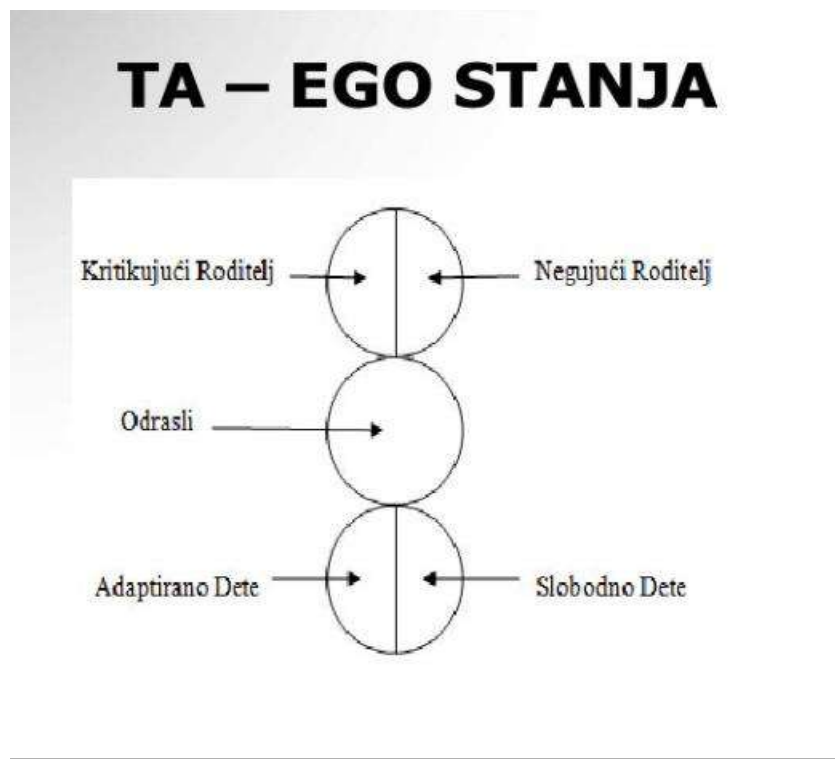 TA – EGO STANJA
Kritikujući Roditelj
Negujući Roditelj
Odrasli
Adaptirano Dete
Slobodno Dete